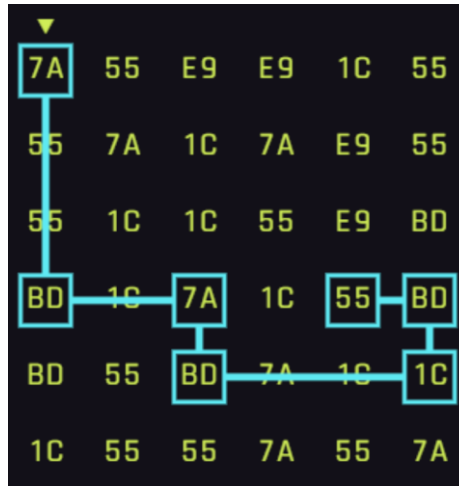 7A 55 E9 E9 1C 55
55 7A 1C 7A E9 55
55 1C 1C 55 E9 BD
BD 1C 7A 1C 55 BD
BD 55 BD 7A 1C 1C
1C 55 55 7A 55 7A